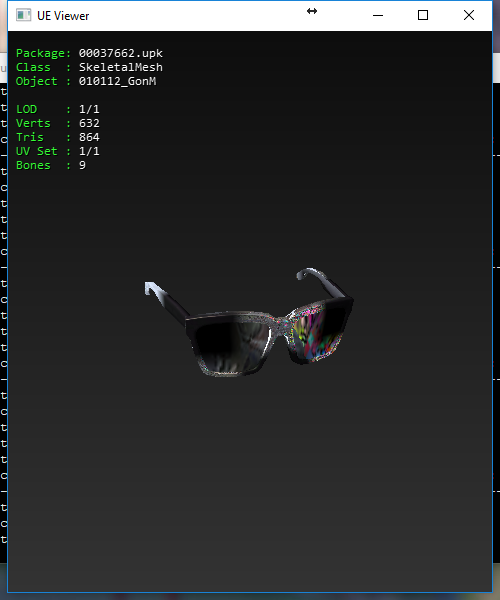 UE Viewer
Package: 00037662.upk
Class  : SkeletalMesh
Object : 010112_GonM
LOD    : 1/1
Verts  : 632
Tris   : 864
UV Set : 1/1
Bones  : 9